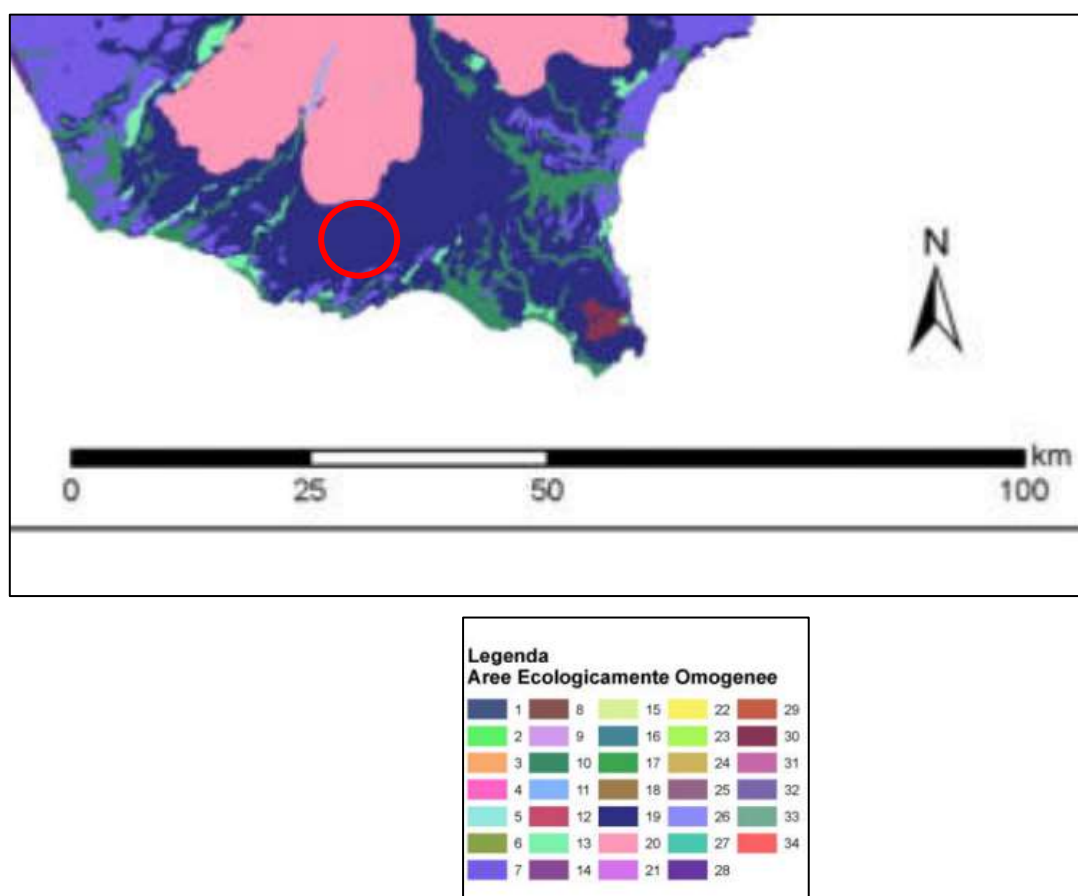 N
km
0 25 50 100
Legenda
Aree Ecologicamente Omogenee
1 8 15 22 29
2 9 16 23 30
3 10 17 24 31
4 11 18 25 32
5 12 19 26 33
6 13 20 27 34
7 14 21 28